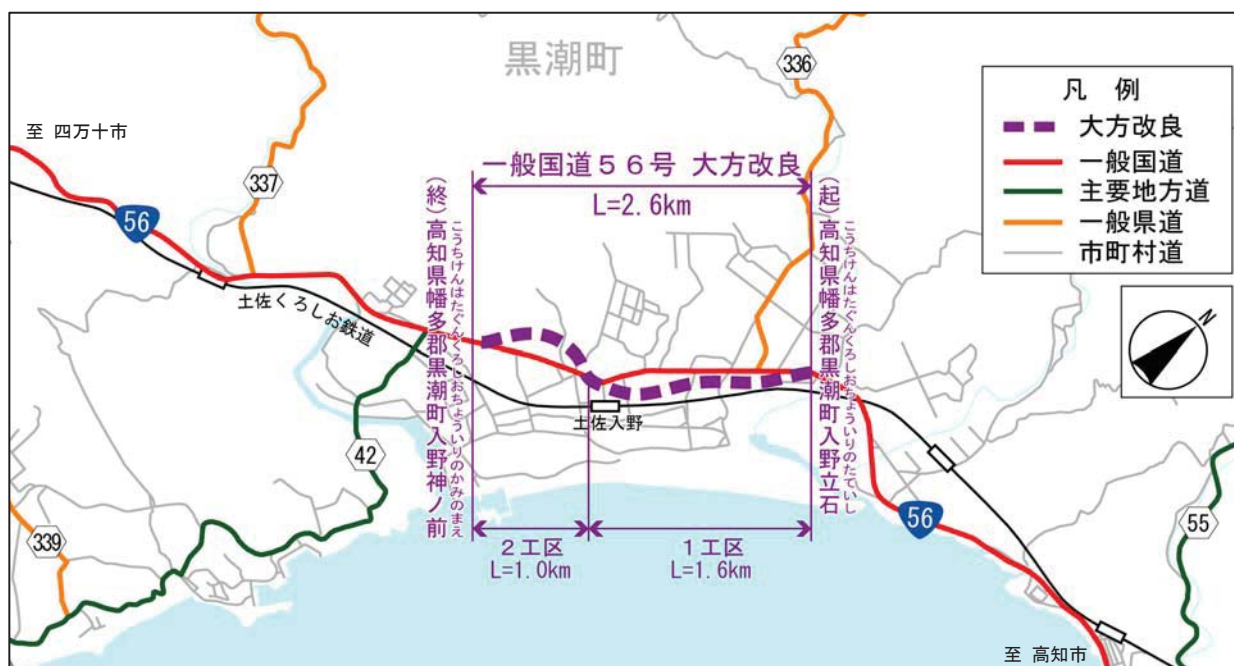 黒潮町
336
凡 例
大方改良
一般国道
主要地方道
一般県道
市町村道
N
至 四万十市
337
56
一般国道５６号 大方改良
L=2.6km
(終)高知県幡多郡黒潮町入野神ノ前
こうちけんはたぐんくろしおちょういりのかみのまえ
(起)高知県幡多郡黒潮町入野立石
こうちけんはたぐんくろしおちょういりのたていし
土佐くろしお鉄道
土佐入野
42
339
56
55
２工区
L=1.0km
１工区
L=1.6km
至 高知市